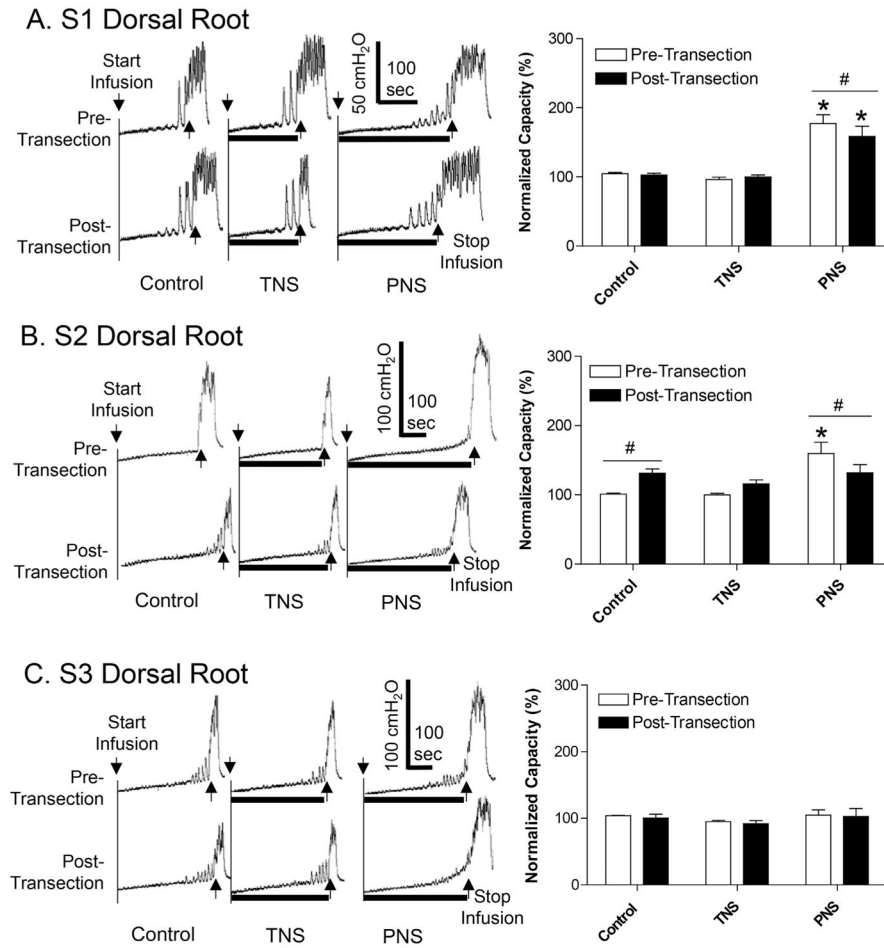 A. S1 Dorsal Root
Start
Infusion
Pre-
Transection
50 cmH2O
100
sec
Post-
Transection
Stop
Infusion
Control
TNS
PNS
Normalized Capacity (%)
300
200
100
0
Pre-Transection
Post-Transection
#
*
*
Control
TNS
PNS
B. S2 Dorsal Root
Start
Infusion
Pre-
Transection
100 cmH2O
100
sec
Post-
Transection
Stop
Infusion
Control
TNS
PNS
Normalized Capacity (%)
300
200
100
0
Pre-Transection
Post-Transection
#
#
*
Control
TNS
PNS
C. S3 Dorsal Root
Start
Infusion
Pre-
Transection
100 cmH2O
100
sec
Post-
Transection
Stop
Infusion
Control
TNS
PNS
Normalized Capacity (%)
300
200
100
0
Pre-Transection
Post-Transection
Control
TNS
PNS